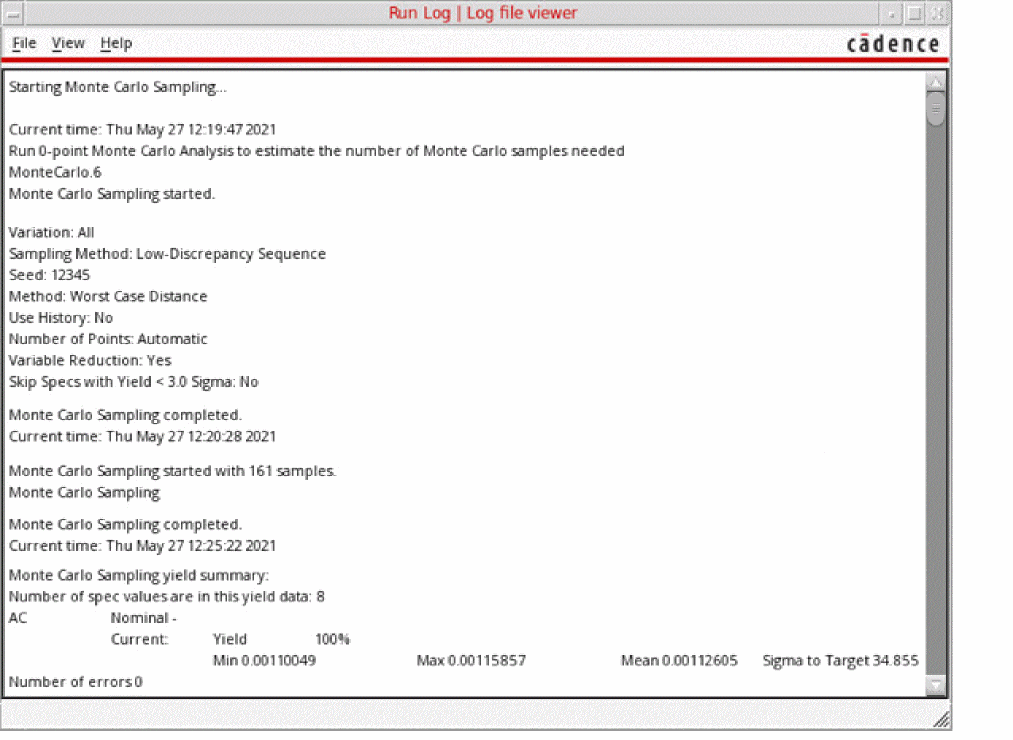 Run Log | Log file viewer
File View Help
cādence
Starting Monte Carlo Sampling...
Current time: Thu May 27 12:19:47 2021
Run 0-point Monte Carlo Analysis to estimate the number of Monte Carlo samples needed
MonteCarlo.6
Monte Carlo Sampling started.
Variation: All
Sampling Method: Low-Discrepancy Sequence
Seed: 12345
Method: Worst Case Distance
Use History: No
Number of Points: Automatic
Variable Reduction: Yes
Skip Specs with Yield < 3.0 Sigma: No
Monte Carlo Sampling completed.
Current time: Thu May 27 12:20:28 2021
Monte Carlo Sampling started with 161 samples.
Monte Carlo Sampling
Monte Carlo Sampling completed.
Current time: Thu May 27 12:25:22 2021
Monte Carlo Sampling yield summary:
Number of spec values are in this yield data: 8
AC Nominal -
Current: Yield 100%
Min 0.00110049 Max 0.00115857 Mean 0.00112605 Sigma to Target 34.855
Number of errors 0